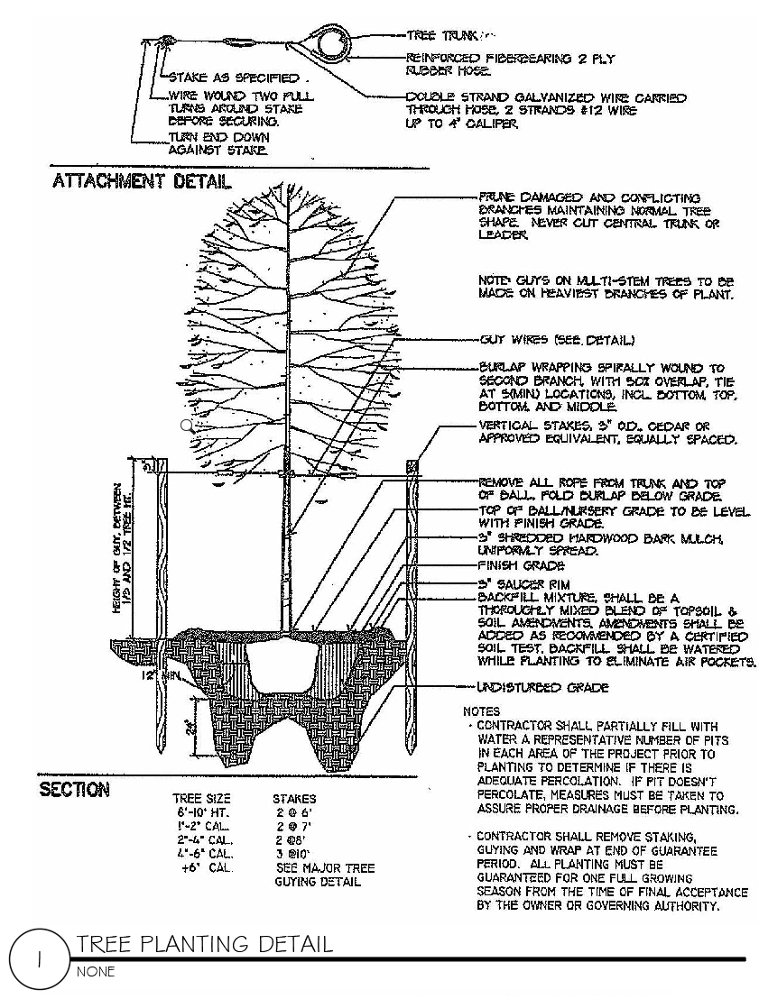 TREE TRUNK
REINFORCED FIBERBEARING 2 PLY
RUBBER HOSE.
STAKE AS SPECIFIED.
WIRE WOUND TWO FULL
TURNS AROUND STAKE
BEFORE SECURING.
TURN END DOWN
AGAINST STAKE.
DOUBLE STRAND GALVANIZED WIRE CARRIED
THROUGH HOSE, 2 STRANDS #12 WIRE
UP TO 4" CALIPER.
ATTACHMENT DETAIL
PRUNE DAMAGED AND CONFLICTING
BRANCHES MAINTAINING NORMAL TREE
SHAPE. NEVER CUT CENTRAL TRUNK OR
LEADER.
NOTE: GUYS ON MULTI-STEM TREES TO BE
MADE ON HEAVIEST BRANCHES OF PLANT.
GUY WIRES (SEE DETAIL)
BURLAP WRAPPING SPIRALLY WOUND TO
SECOND BRANCH, WITH 50% OVERLAP, TIE
AT 5(MIN) LOCATIONS, INCL. BOTTOM, TOP,
BOTTOM, AND MIDDLE.
VERTICAL STAKES, 3" O.D., CEDAR OR
APPROVED EQUIVALENT, EQUALLY SPACED.
REMOVE ALL ROPE FROM TRUNK AND TOP
OF BALL. FOLD BURLAP BELOW GRADE.
TOP OF BALL/NURSERY GRADE TO BE LEVEL
WITH FINISH GRADE.
3" SHREDDED HARDWOOD BARK MULCH,
UNIFORMLY SPREAD.
FINISH GRADE
3" SAUCER RIM
BACKFILL MIXTURE, SHALL BE A
THOROUGHLY MIXED BLEND OF TOPSOIL &
SOIL AMENDMENTS. AMENDMENTS SHALL BE
ADDED AS RECOMMENDED BY A CERTIFIED
SOIL TEST. BACKFILL SHALL BE WATERED
WHILE PLANTING TO ELIMINATE AIR POCKETS.
UNDISTURBED GRADE
HEIGHT OF GUY, BETWEEN
1/3 AND 1/2 TREE HT.
12" MIN.
24"
NOTES
· CONTRACTOR SHALL PARTIALLY FILL WITH
WATER A REPRESENTATIVE NUMBER OF PITS
IN EACH AREA OF THE PROJECT PRIOR TO
PLANTING TO DETERMINE IF THERE IS
ADEQUATE PERCOLATION. IF PIT DOESN'T
PERCOLATE, MEASURES MUST BE TAKEN TO
ASSURE PROPER DRAINAGE BEFORE PLANTING.
· CONTRACTOR SHALL REMOVE STAKING,
GUYING AND WRAP AT END OF GUARANTEE
PERIOD. ALL PLANTING MUST BE
GUARANTEED FOR ONE FULL GROWING
SEASON FROM THE TIME OF FINAL ACCEPTANCE
BY THE OWNER OR GOVERNING AUTHORITY.
SECTION
TREE SIZE STAKES
8'-10' HT. 2 @ 6'
1"-2" CAL. 2 @ 7'
2"-4" CAL. 2 @8'
4"-6" CAL. 3 @10'
+6" CAL. SEE MAJOR TREE
GUYING DETAIL
1
TREE PLANTING DETAIL
NONE